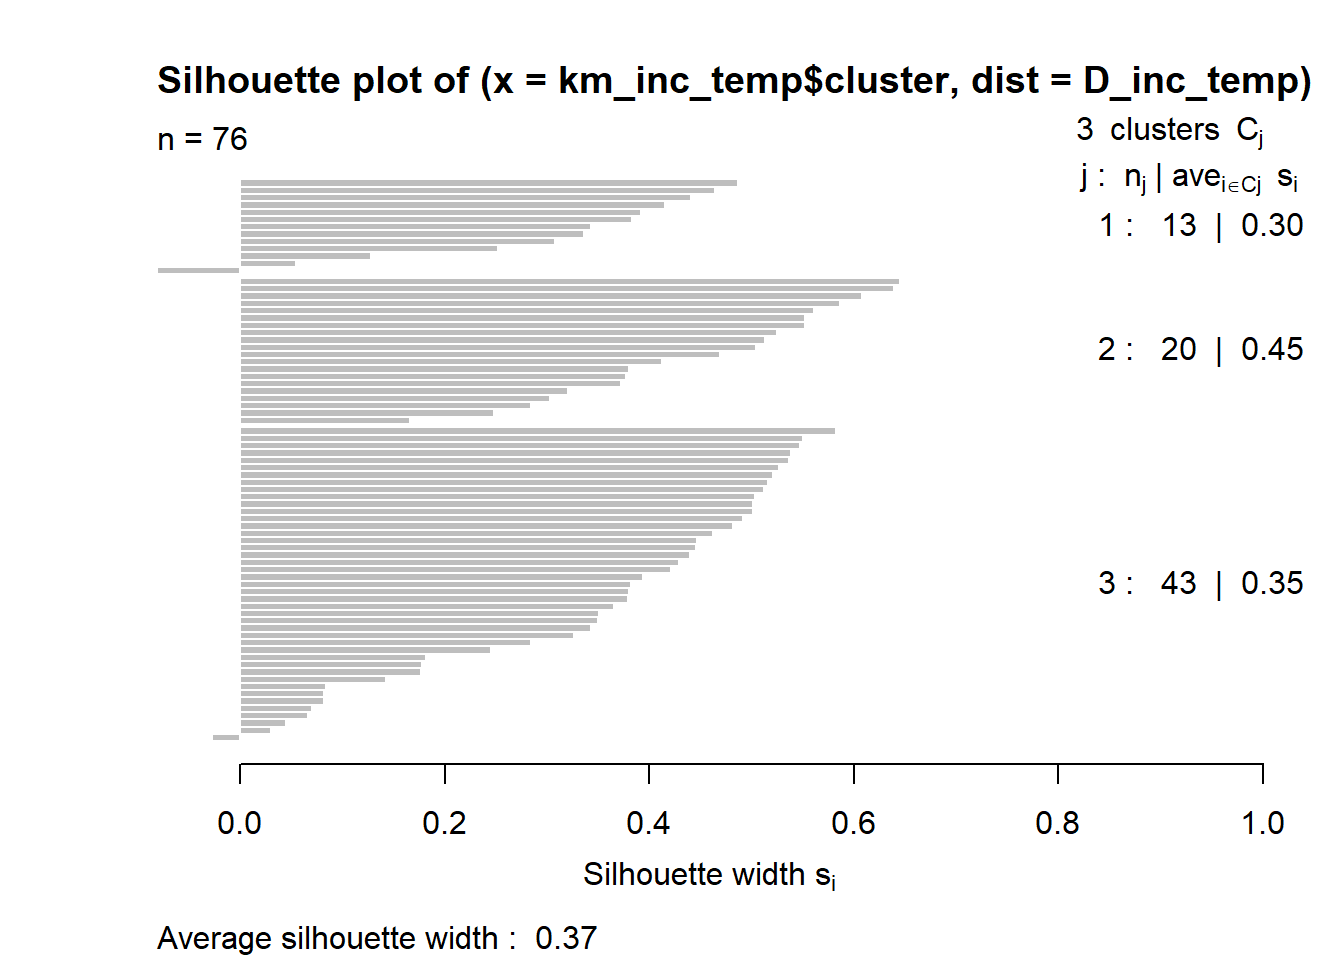 Silhouette plot of (x = km_inc_temp$cluster, dist = D_inc_temp)
n = 76
3 clusters Cj
j : nj | avei∈Cj si
1 : 13 | 0.30
2 : 20 | 0.45
3 : 43 | 0.35
0.0 0.2 0.4 0.6 0.8 1.0
Silhouette width si
Average silhouette width : 0.37